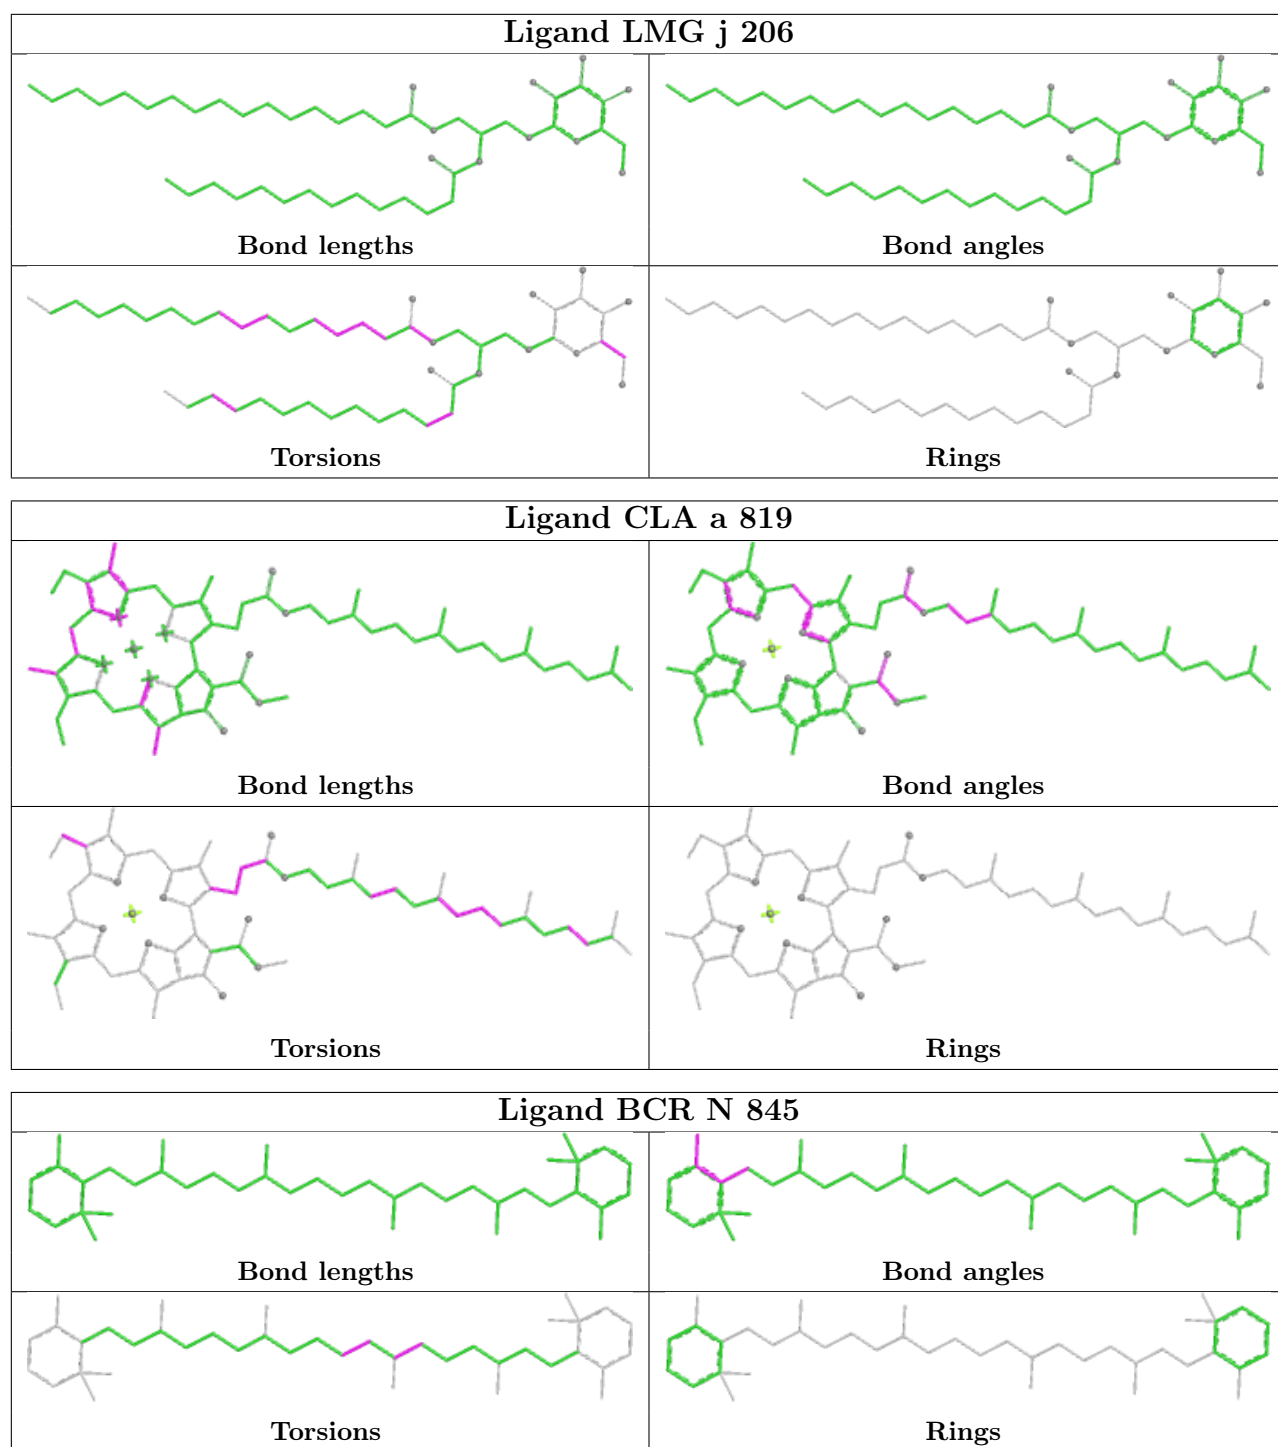 Ligand LMG j 206
Bond lengths
Bond angles
Torsions
Rings
Ligand CLA a 819
Bond lengths
Bond angles
Torsions
Rings
Ligand BCR N 845
Bond lengths
Bond angles
Torsions
Rings